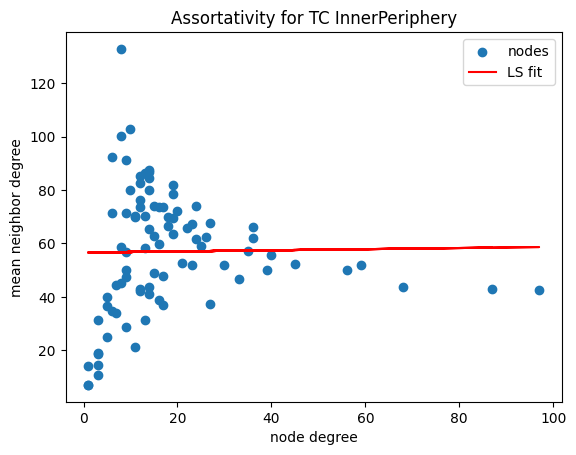 Assortativity for TC InnerPeriphery
nodes
LS fit
mean neighbor degree
120
100
80
60
40
20
0
20
40
60
80
100
node degree